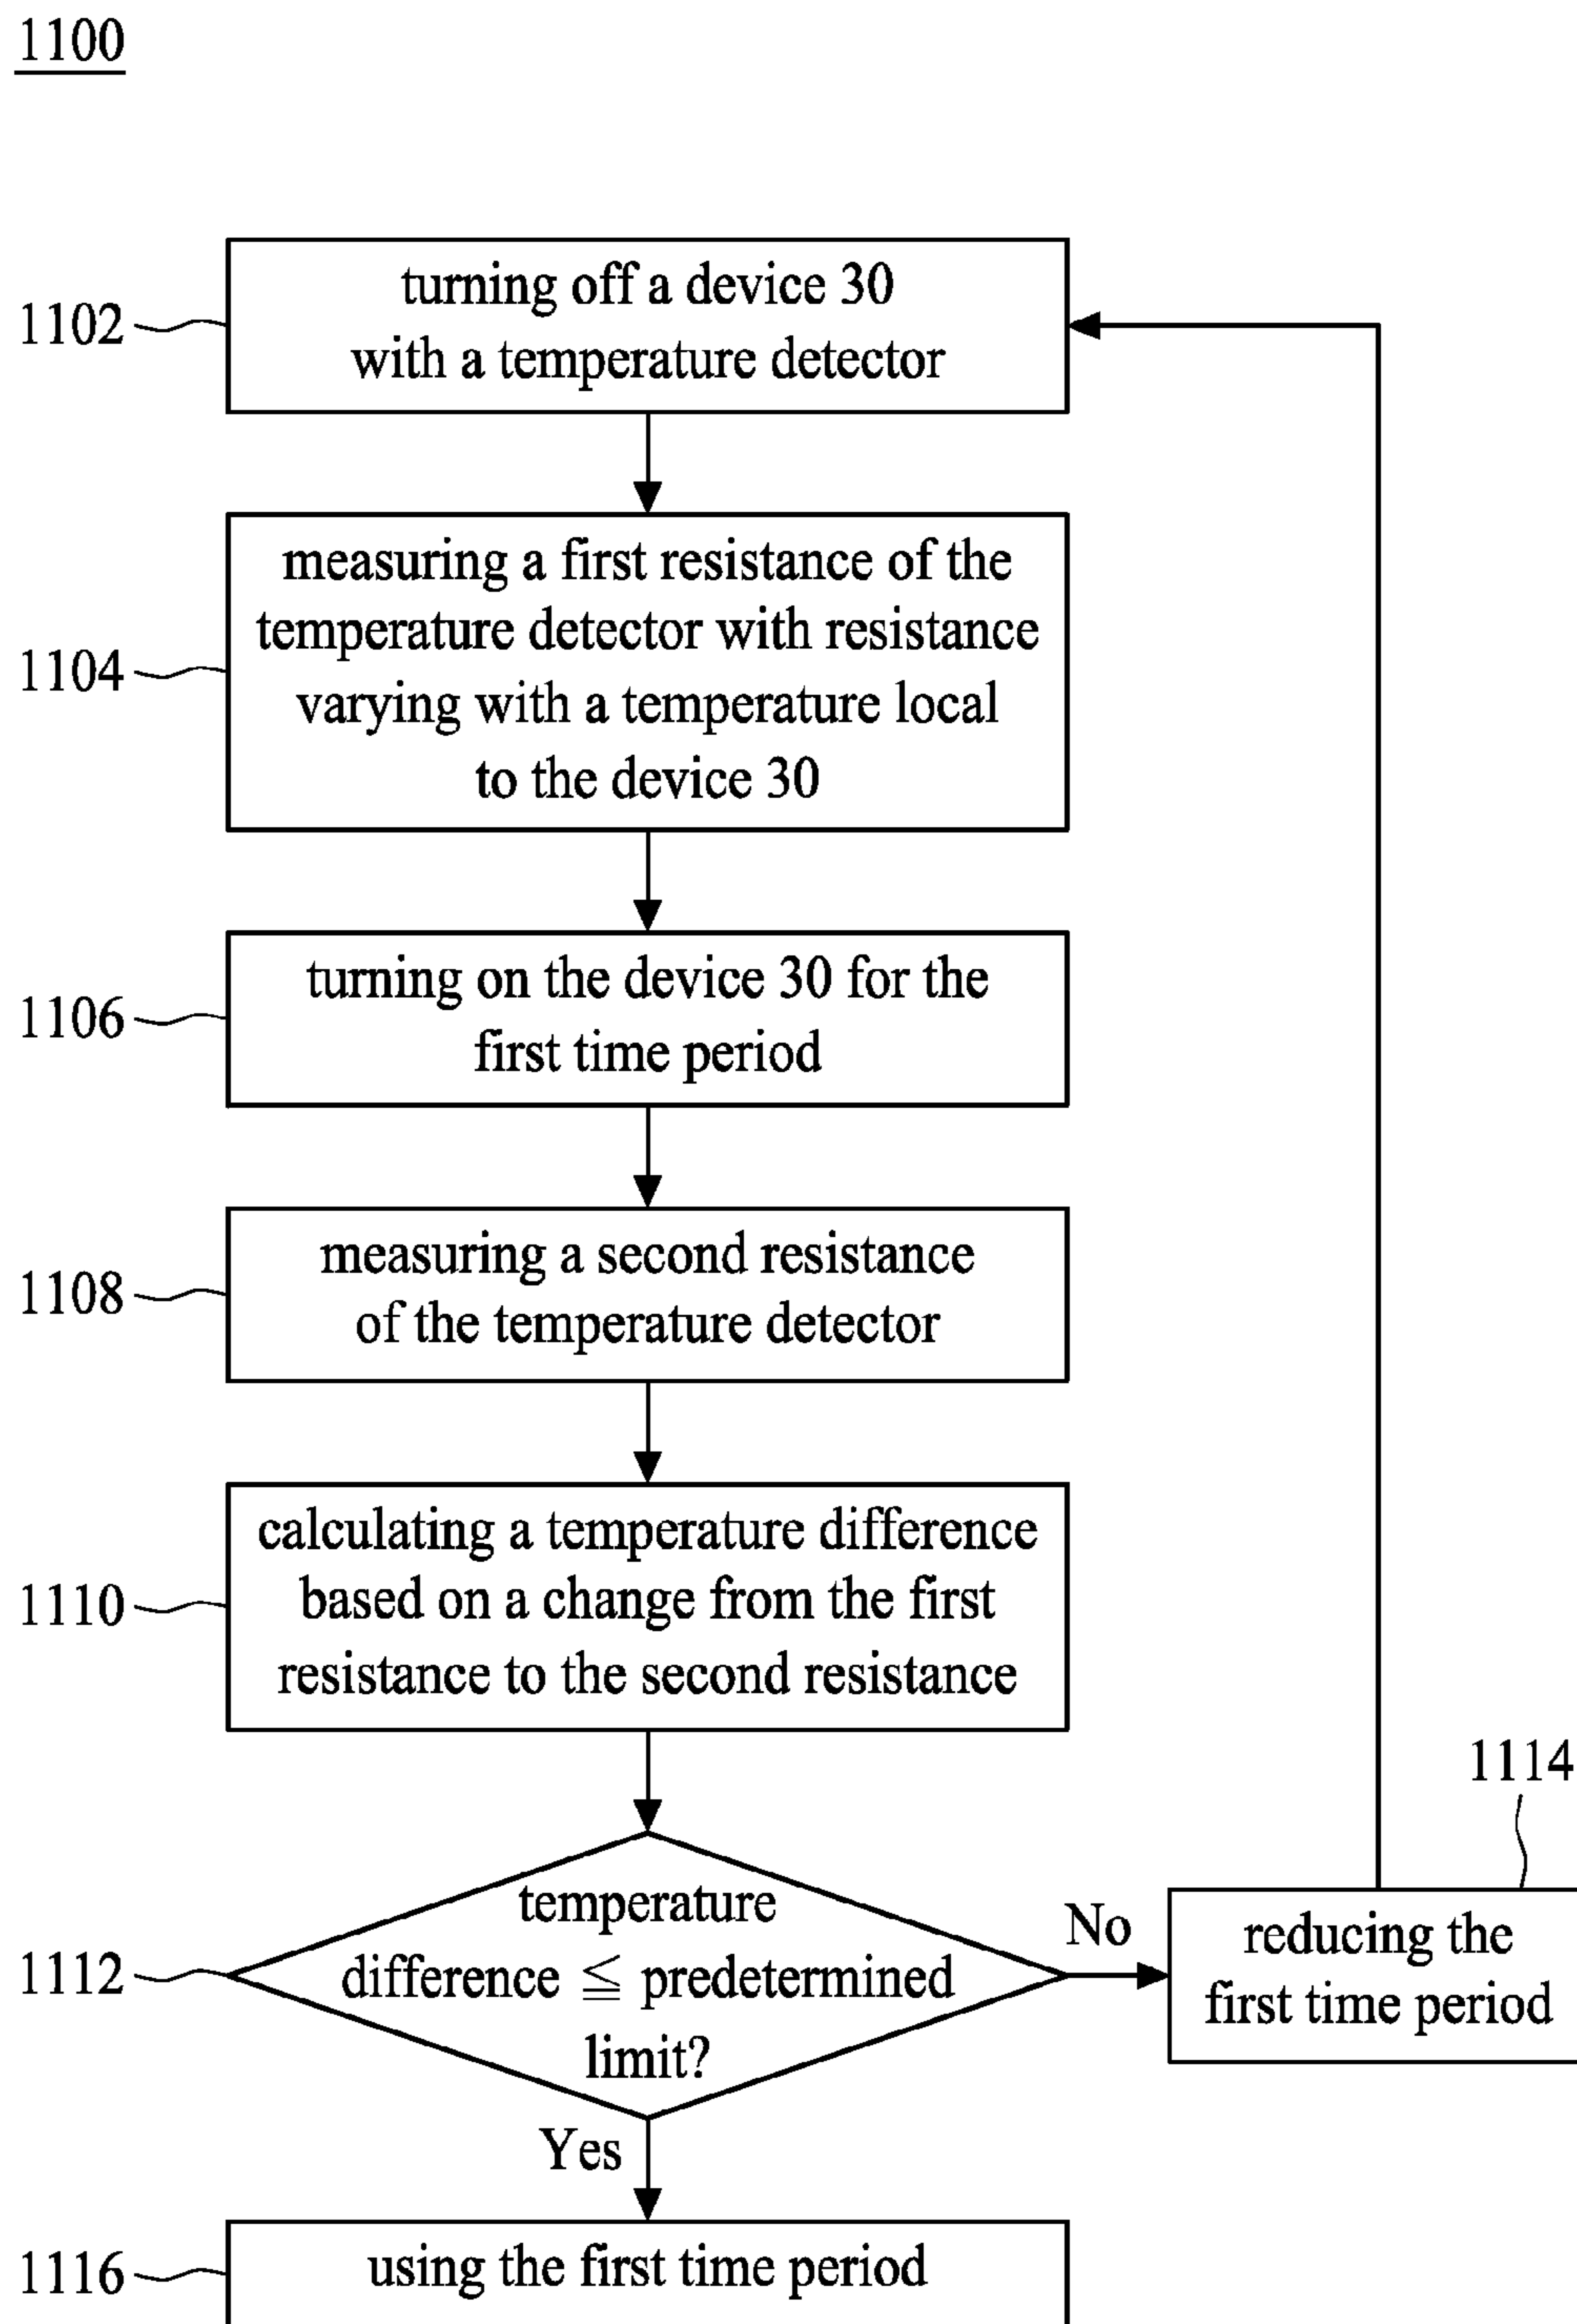 1100
1102
turning off a device 30
with a temperature detector
1104
measuring a first resistance of the
temperature detector with resistance
varying with a temperature local
to the device 30
1106
turning on the device 30 for the
first time period
1108
measuring a second resistance
of the temperature detector
1110
calculating a temperature difference
based on a change from the first
resistance to the second resistance
1112
temperature
difference ≦ predetermined
limit?
No
1114
reducing the
first time period
Yes
1116
using the first time period